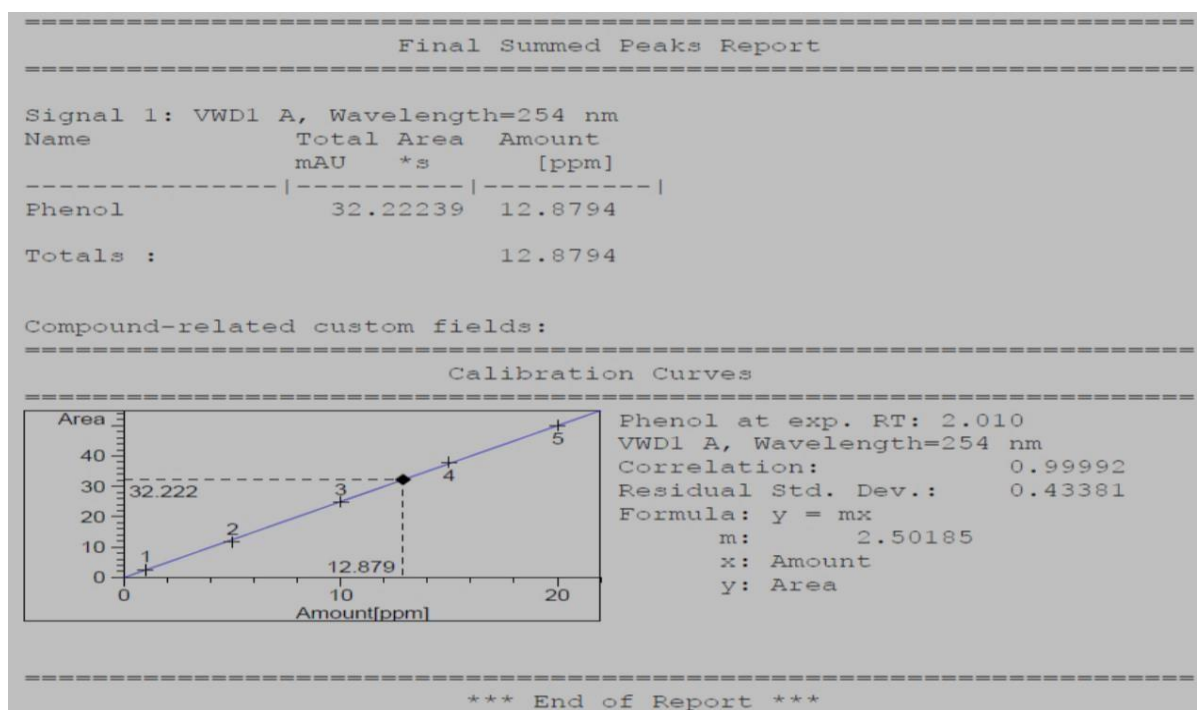 ================================================================
Final Summed Peaks Report
================================================================
Signal 1: VWD1 A, Wavelength=254 nm
Name Total Area Amount
mAU *s [ppm]
---------------|----------|----------|
Phenol 32.22239 12.8794
Totals : 12.8794
Compound-related custom fields:
================================================================
Calibration Curves
================================================================
Area
40
30
20
10
0
32.222
12.879
1
2
3
4
5
0 10 20
Amount[ppm]
Phenol at exp. RT: 2.010
VWD1 A, Wavelength=254 nm
Correlation: 0.99992
Residual Std. Dev.: 0.43381
Formula: y = mx
m: 2.50185
x: Amount
y: Area
================================================================
*** End of Report ***